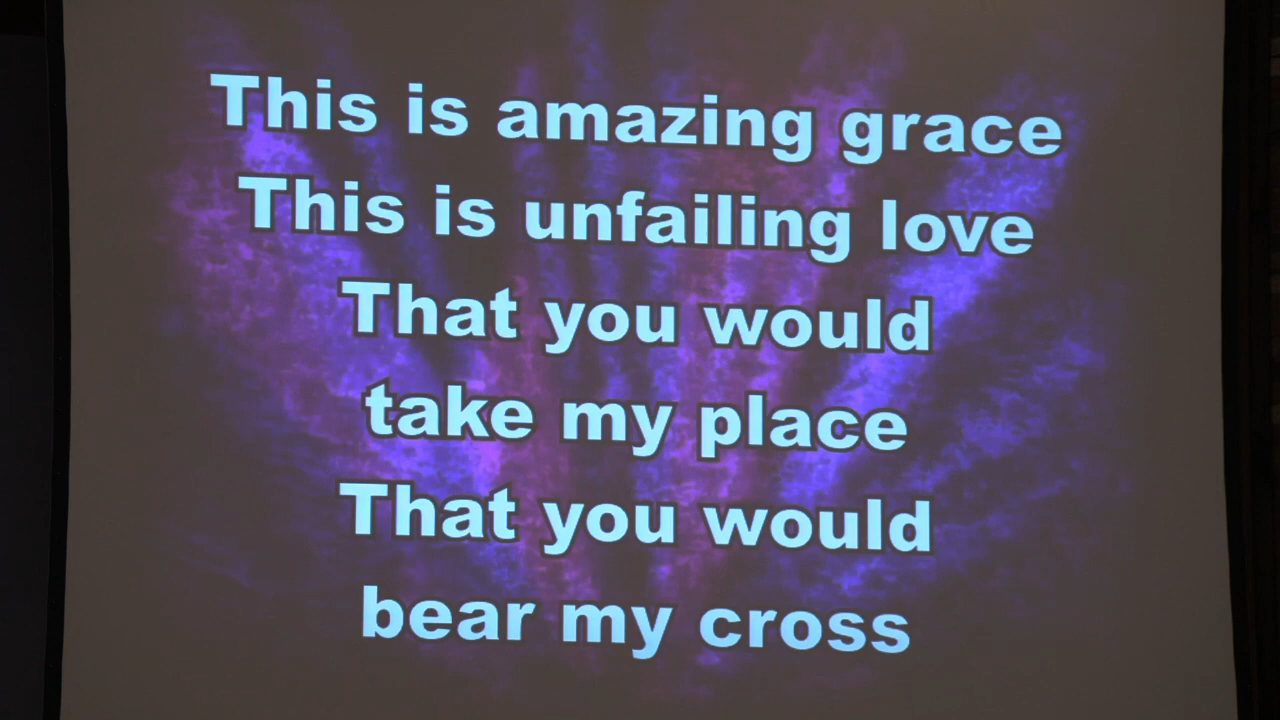 This is amazing grace
This is unfailing love
That you would
take my place
That you would
bear my cross